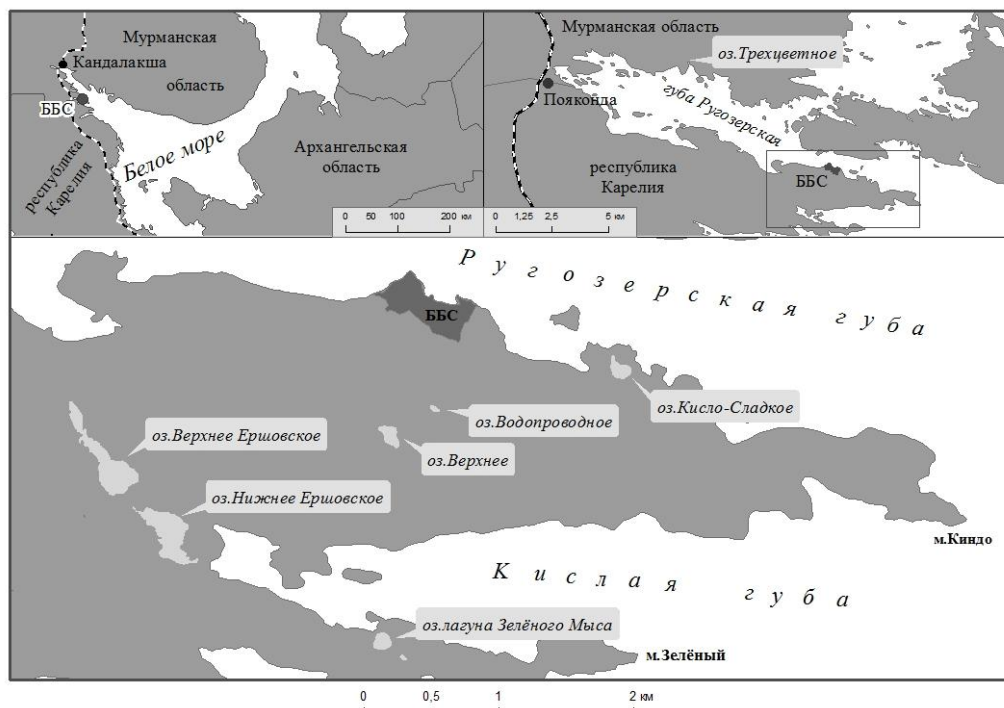 Мурманская
область
Кандалакша
ББС
республика
Карелия
Белое море
Архангельская
область
0 50 100 200 км
Мурманская область
оз.Трехцветное
Пояконда
губа Ругозерская
республика
Карелия
ББС
0 1,25 2,5 5 км
Ругозерская губа
ББС
оз.Кисло-Сладкое
оз.Водопроводное
оз.Верхнее Ершовское
оз.Верхнее
оз.Нижнее Ершовское
м.Киндо
Кислая губа
оз.лагуна Зелёного Мыса
м.Зелёный
0 0,5 1 2 км